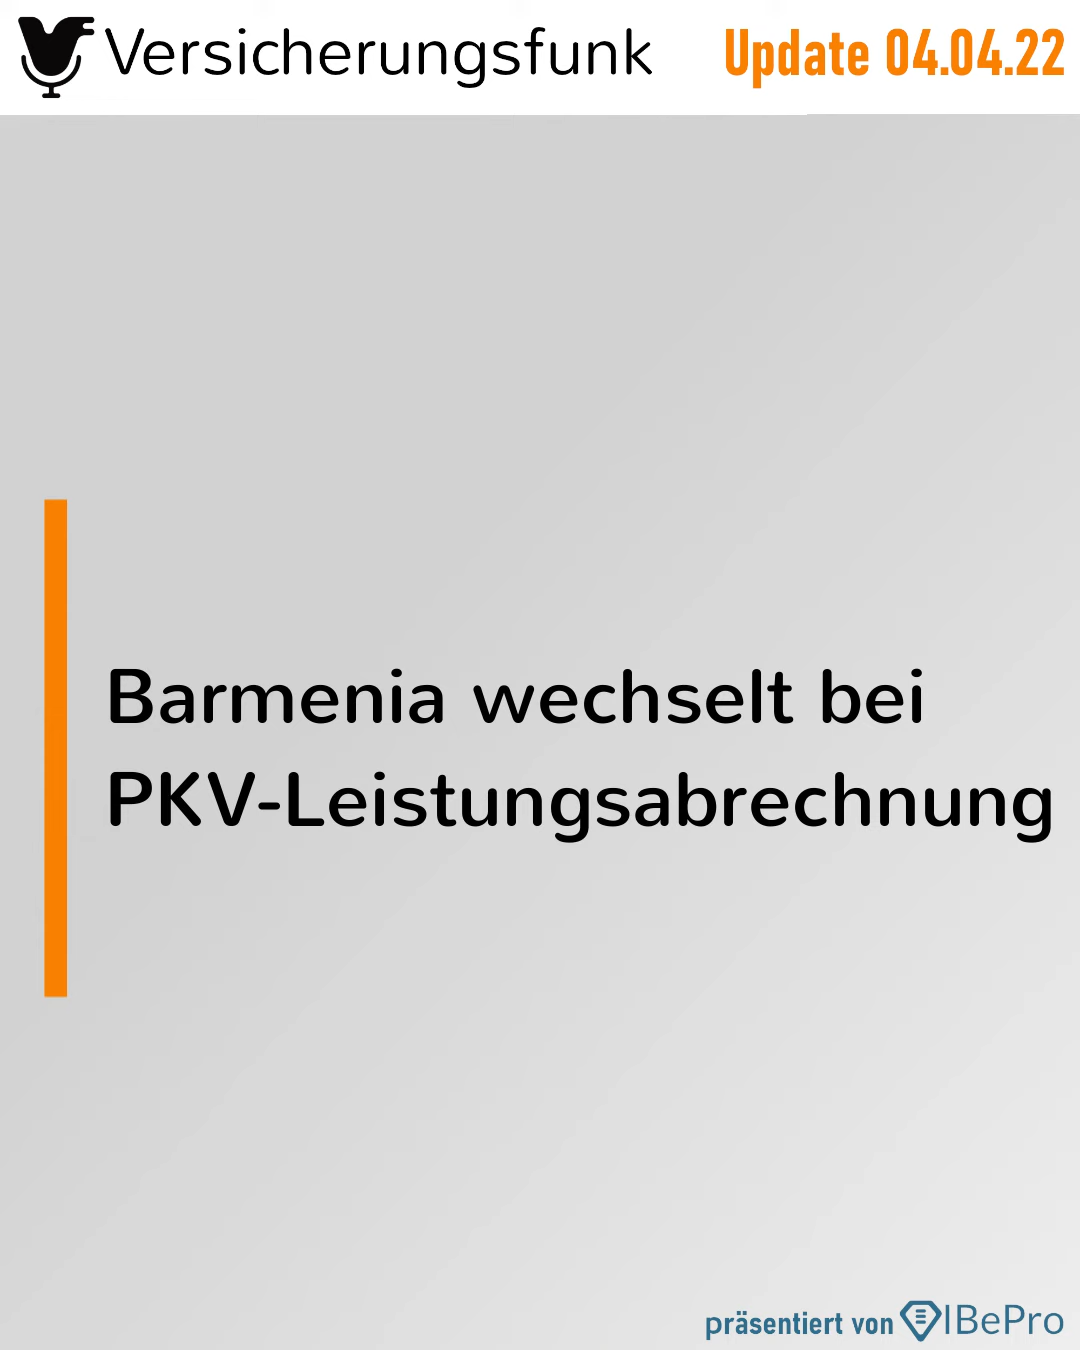 Versicherungsfunk
Update 04.04.22
Barmenia wechselt bei
PKV-Leistungsabrechnung
präsentiert von IBePro